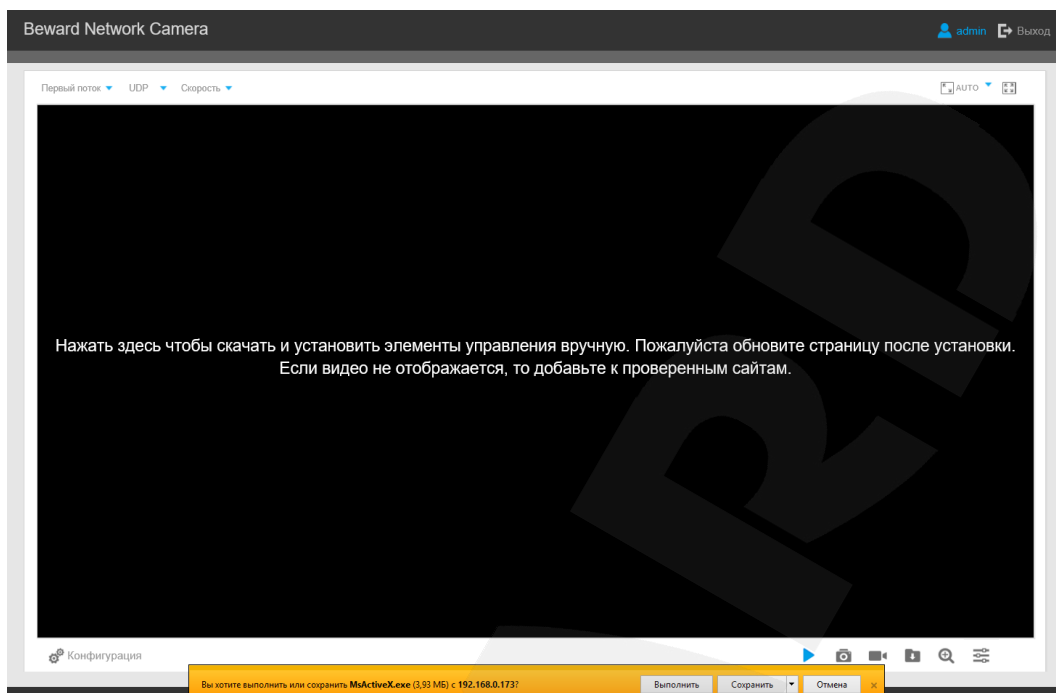 Beward Network Camera
admin Выход
Первый поток UDP Скорость AUTO
Нажать здесь чтобы скачать и установить элементы управления вручную. Пожалуйста обновите страницу после установки.
Если видео не отображается, то добавьте к проверенным сайтам.
Конфигурация
Вы хотите выполнить или сохранить MsActiveX.exe (3,93 МБ) с 192.168.0.173? Выполнить Сохранить Отмена ×